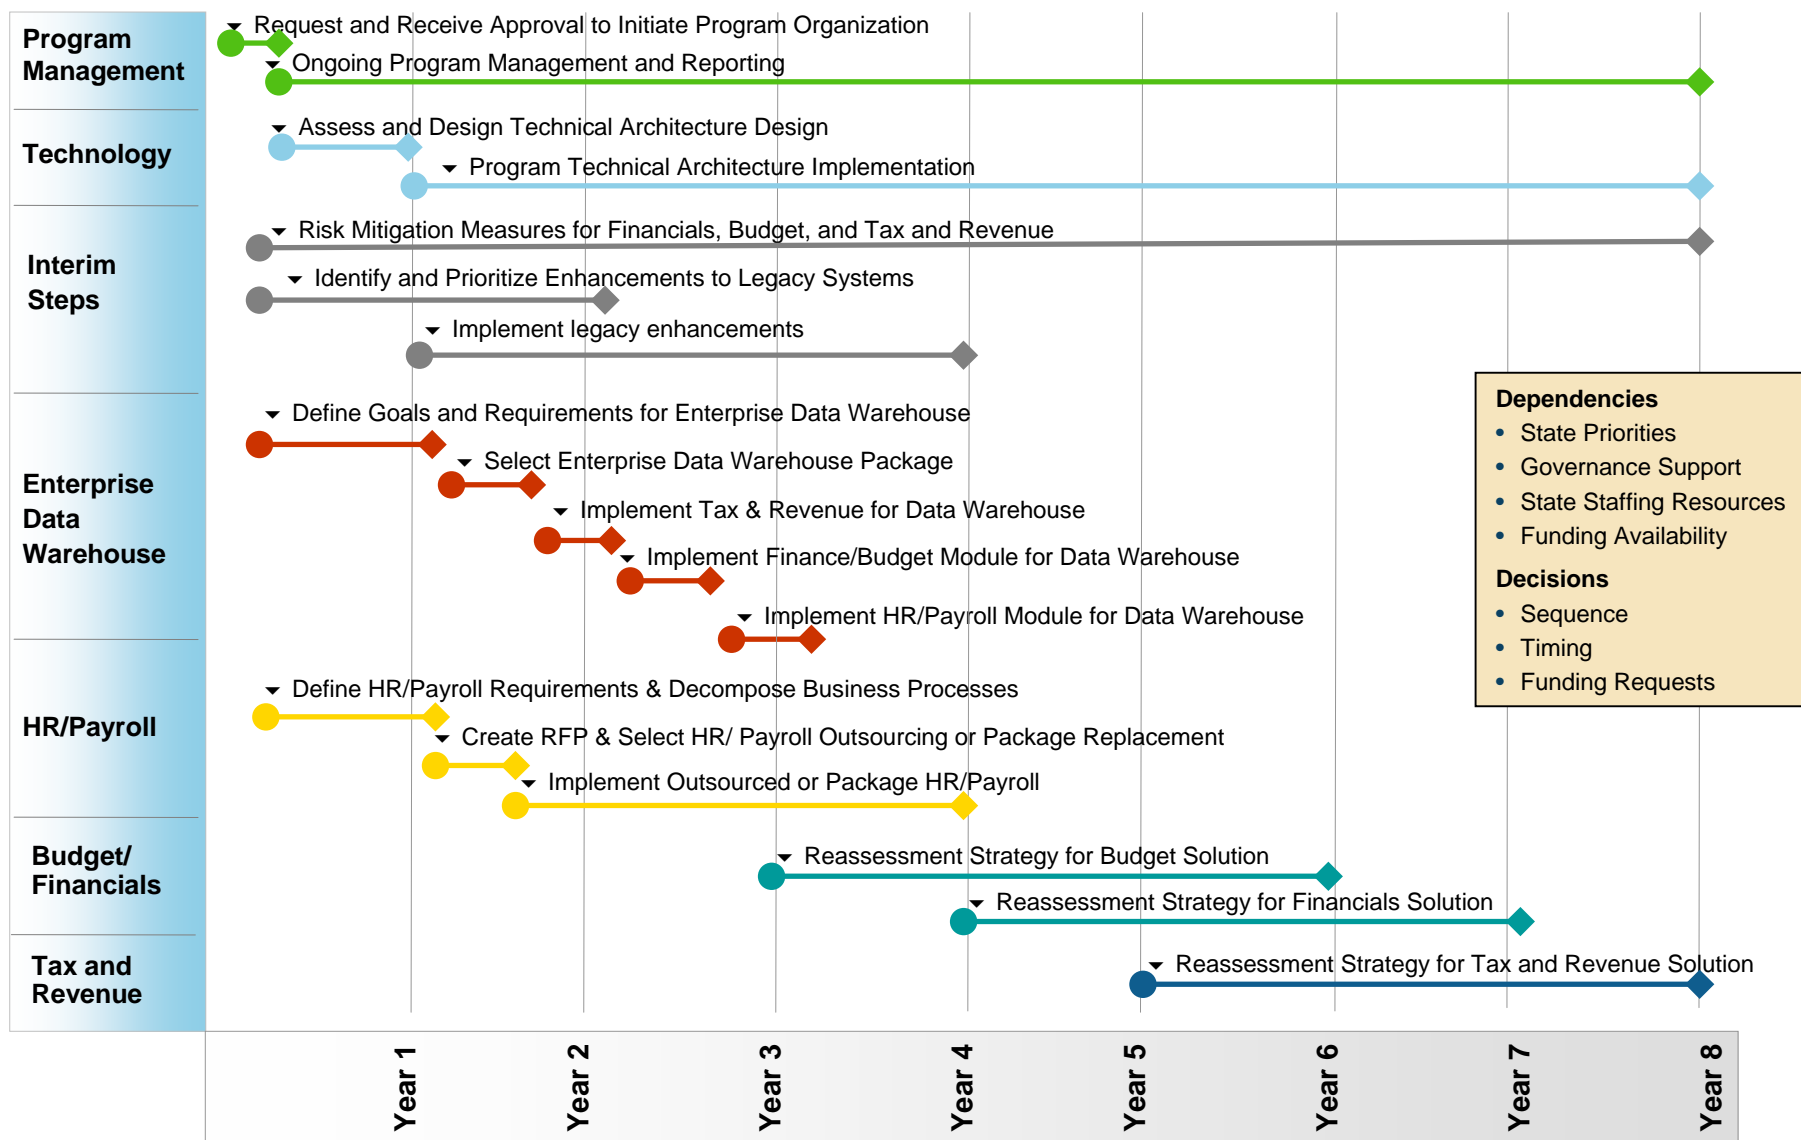 Program
Management
Request and Receive Approval to Initiate Program Organization
Ongoing Program Management and Reporting
Technology
Assess and Design Technical Architecture Design
Program Technical Architecture Implementation
Interim
Steps
Risk Mitigation Measures for Financials, Budget, and Tax and Revenue
Identify and Prioritize Enhancements to Legacy Systems
Implement legacy enhancements
Enterprise
Data
Warehouse
Define Goals and Requirements for Enterprise Data Warehouse
Select Enterprise Data Warehouse Package
Implement Tax & Revenue for Data Warehouse
Implement Finance/Budget Module for Data Warehouse
Implement HR/Payroll Module for Data Warehouse
HR/Payroll
Define HR/Payroll Requirements & Decompose Business Processes
Create RFP & Select HR/ Payroll Outsourcing or Package Replacement
Implement Outsourced or Package HR/Payroll
Budget/
Financials
Reassessment Strategy for Budget Solution
Reassessment Strategy for Financials Solution
Tax and
Revenue
Reassessment Strategy for Tax and Revenue Solution
Dependencies
• State Priorities
• Governance Support
• State Staffing Resources
• Funding Availability
Decisions
• Sequence
• Timing
• Funding Requests
Year 1
Year 2
Year 3
Year 4
Year 5
Year 6
Year 7
Year 8